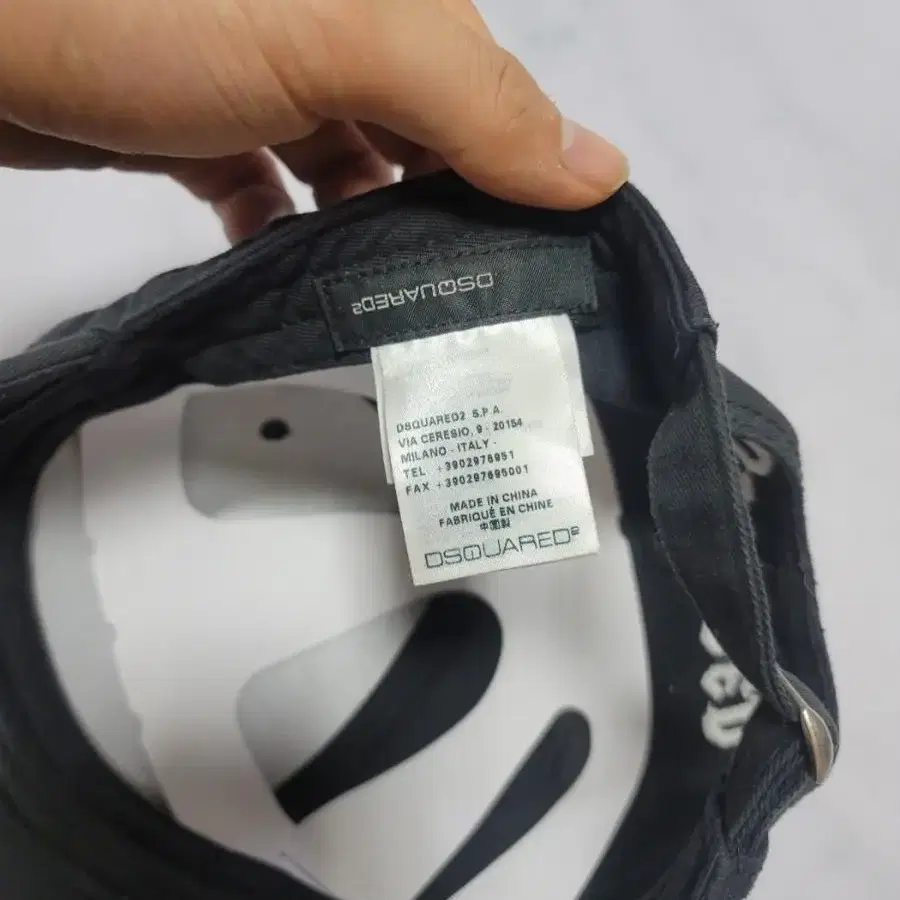 DSQUARED2
DSQUARED2 S.P.A.
VIA CERESIO, 9 - 20154
MILANO - ITALY -
TEL +3902976951
FAX +390297695001
MADE IN CHINA
FABRIQUÉ EN CHINE
中国製
DSQUARED2